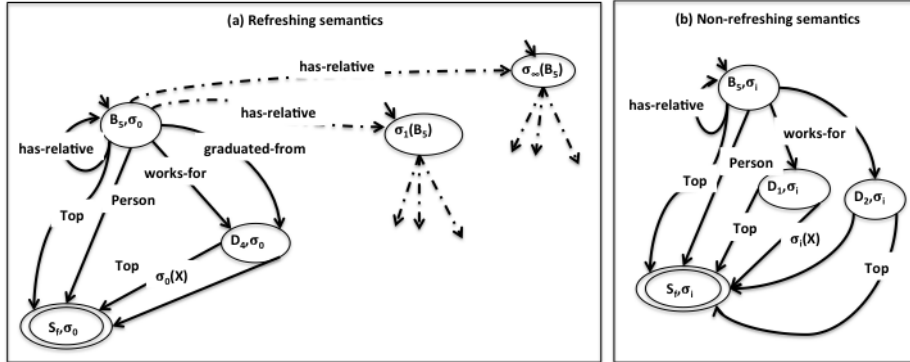 (a) Refreshing semantics
has-relative
σ∞(B₅)
B₅,σ₀
has-relative
σ₁(B₅)
has-relative
graduated-from
works-for
Person
Top
D₄,σ₀
Top
σ₀(X)
S_f,σ₀
(b) Non-refreshing semantics
B₅,σᵢ
has-relative
works-for
Person
Top
D₁,σᵢ
D₂,σᵢ
Top
σᵢ(X)
Top
S_f,σᵢ